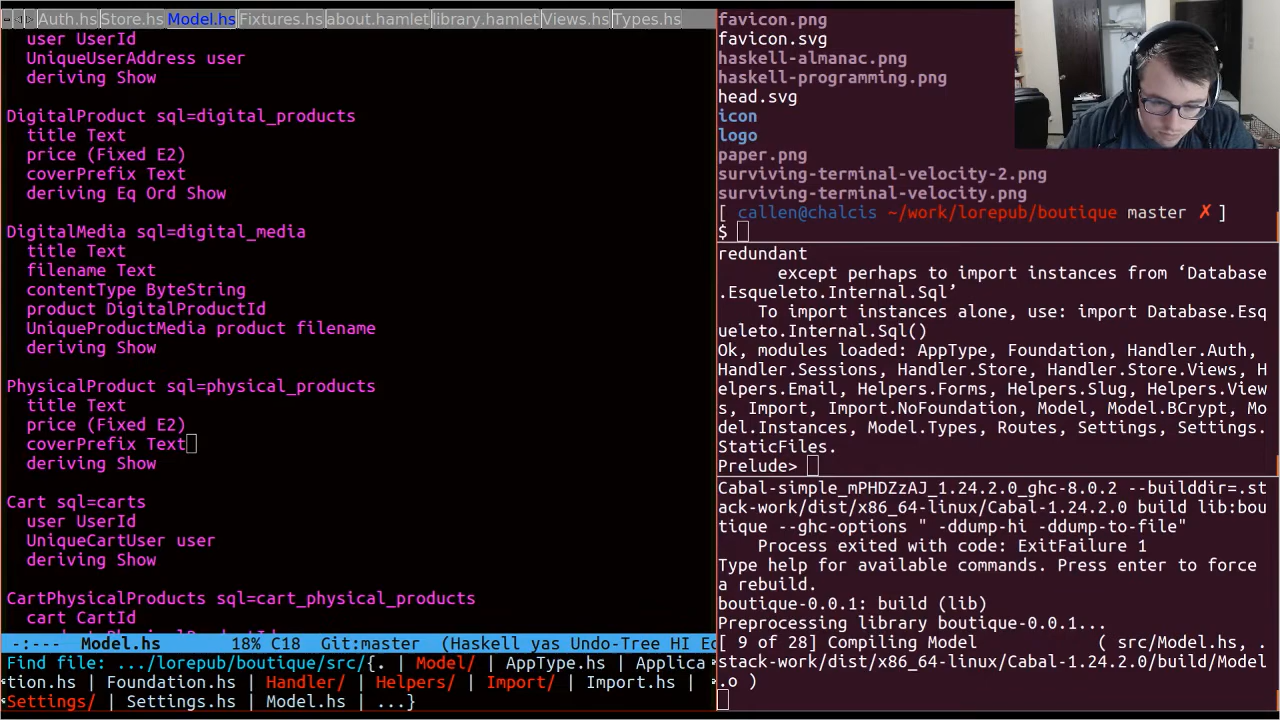 Auth.hs Store.hs Model.hs Fixtures.hs about.hamlet library.hamlet Views.hs Types.hs
user UserId
UniqueUserAddress user
deriving Show
DigitalProduct sql=digital_products
title Text
price (Fixed E2)
coverPrefix Text
deriving Eq Ord Show
DigitalMedia sql=digital_media
title Text
filename Text
contentType ByteString
product DigitalProductId
UniqueProductMedia product filename
deriving Show
PhysicalProduct sql=physical_products
title Text
price (Fixed E2)
coverPrefix Text
deriving Show
Cart sql=carts
user UserId
UniqueCartUser user
deriving Show
CartPhysicalProducts sql=cart_physical_products
cart CartId
-:--- Model.hs 18% C18 Git:master (Haskell yas Undo-Tree HI Ed
Find file: .../lorepub/boutique/src/{. | Model/ | AppType.hs | Applica
tion.hs | Foundation.hs | Handler/ | Helpers/ | Import/ | Import.hs |
Settings/ | Settings.hs | Model.hs | ...}
favicon.png
favicon.svg
haskell-almanac.png
haskell-programming.png
head.svg
icon
logo
paper.png
surviving-terminal-velocity-2.png
surviving-terminal-velocity.png
[ callen@chalcis ~/work/lorepub/boutique master ✗ ]
$
redundant
except perhaps to import instances from ‘Database
.Esqueleto.Internal.Sql’
To import instances alone, use: import Database.Esq
ueleto.Internal.Sql()
Ok, modules loaded: AppType, Foundation, Handler.Auth,
Handler.Sessions, Handler.Store, Handler.Store.Views, H
elpers.Email, Helpers.Forms, Helpers.Slug, Helpers.View
s, Import, Import.NoFoundation, Model, Model.BCrypt, Mo
del.Instances, Model.Types, Routes, Settings, Settings.
StaticFiles.
Prelude>
Cabal-simple_mPHDZzAJ_1.24.2.0_ghc-8.0.2 --builddir=.st
ack-work/dist/x86_64-linux/Cabal-1.24.2.0 build lib:bou
tique --ghc-options " -ddump-hi -ddump-to-file"
Process exited with code: ExitFailure 1
Type help for available commands. Press enter to force
a rebuild.
boutique-0.0.1: build (lib)
Preprocessing library boutique-0.0.1...
[ 9 of 28] Compiling Model ( src/Model.hs, .
stack-work/dist/x86_64-linux/Cabal-1.24.2.0/build/Model
.o )